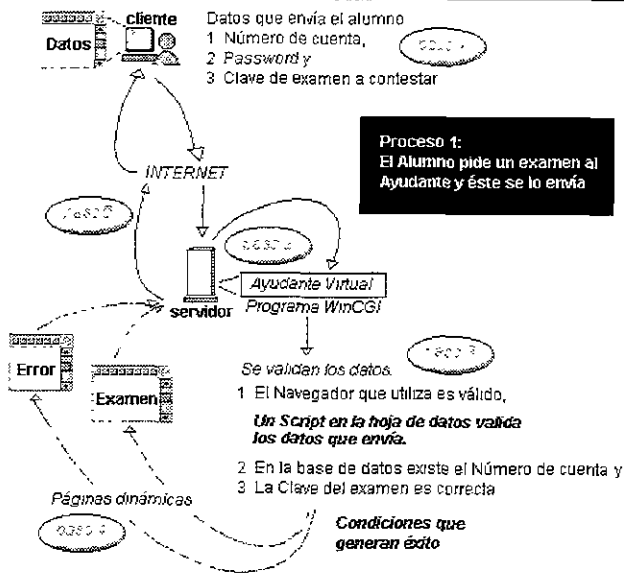 cliente
Datos
Datos que envía el alumno
1 Número de cuenta,
2 Password y
3 Clave de examen a contestar
Proceso 1:
El Alumno pide un examen al
Ayudante y éste se lo envía
INTERNET
servidor
Ayudante Virtual
Programa WinCGI
Error
Examen
Se validan los datos.
1 El Navegador que utiliza es válido,
Un Script en la hoja de datos valida
los datos que envía.
2 En la base de datos existe el Número de cuenta y
3 La Clave del examen es correcta
Páginas dinámicas
Condiciones que
generan éxito